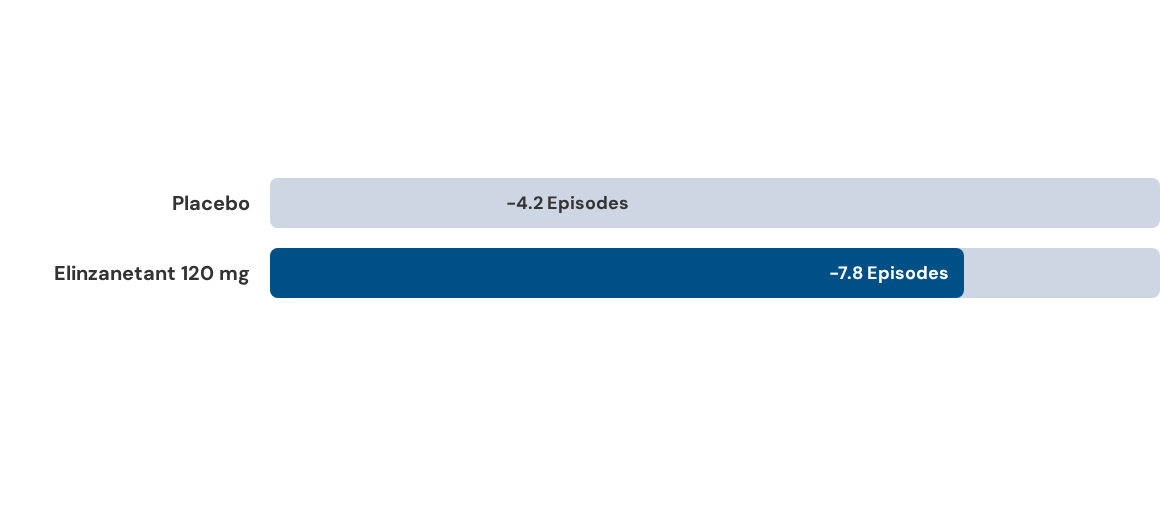 Placebo -4.2 Episodes
Elinzanetant 120 mg -7.8 Episodes